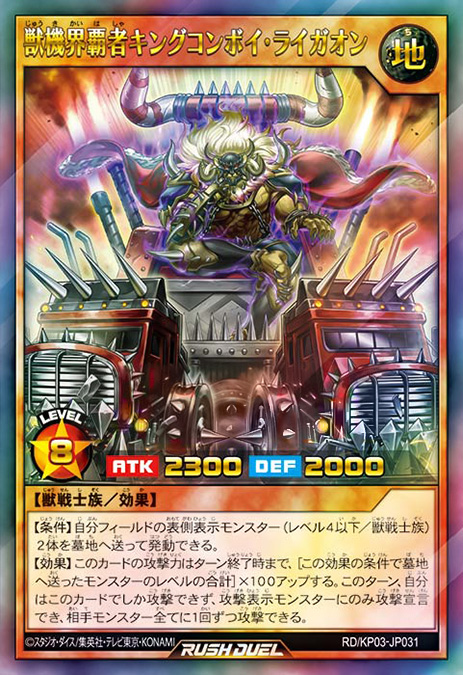 獣機界覇者キングコンボイ・ライガオン
地
LEVEL
8
ATK 2300 DEF 2000
【獣戦士族／効果】
【条件】自分フィールドの表側表示モンスター（レベル4以下／獣戦士族）
2体を墓地へ送って発動できる。
【効果】このカードの攻撃力はターン終了時まで、[この効果の条件で墓地
へ送ったモンスターのレベルの合計]×100アップする。このターン、自分
はこのカードでしか攻撃できず、攻撃表示モンスターにのみ攻撃宣言
でき、相手モンスター全てに1回ずつ攻撃できる。
©スタジオ・ダイス/集英社・テレビ東京・KONAMI
RUSH DUEL
RD/KP03-JP031